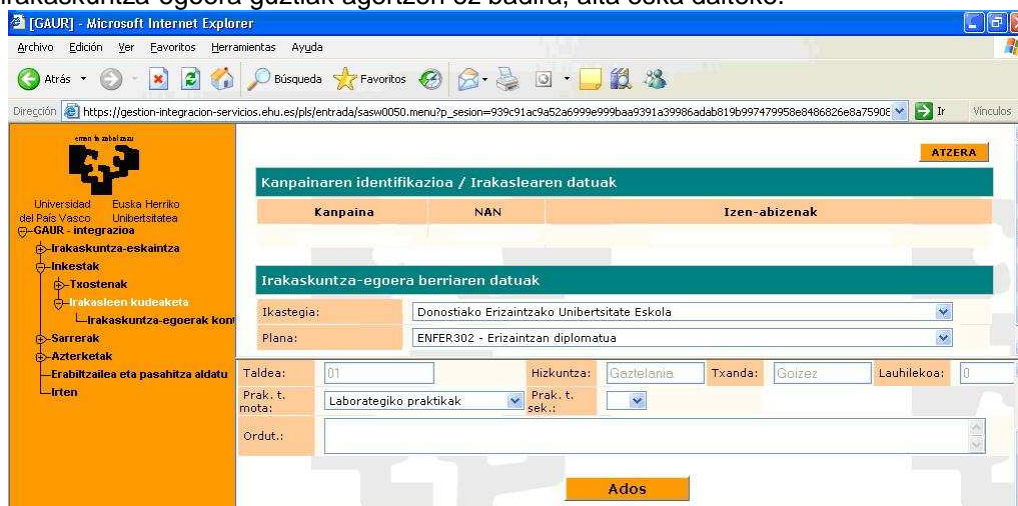 irakaskuntza-egoera guztiak agertzen ez badira, alta eska daiteke.
[GAUR] - Microsoft Internet Explorer
Archivo Edición Ver Favoritos Herramientas Ayuda
Atrás Búsqueda Favoritos
Dirección https://gestion-integracion-servicios.ehu.es/pls/entrada/sasw0050.menu?p_sesion= Ir Vínculos
eman ta zabal zazu
ATZERA
Kanpainaren identifikazioa / Irakaslearen datuak
Universidad del País Vasco
Euska Herriko Unibertsitatea
Kanpaina NAN Izen-abizenak
GAUR - integrazioa
Irakaskuntza-eskaintza
Inkestak
Txostenak
Irakasleen kudeaketa
Irakaskuntza-egoerak kont
Sarrerak
Azterketak
Erabiltzailea eta pasahitza aldatu
Irten
Irakaskuntza-egoera berriaren datuak
Ikastegia: Donostiako Erizaintzako Unibertsitate Eskola
Plana: ENFER302 - Erizaintzan diplomatua
Taldea: 01 Hizkuntza: Gaztelania Txanda: Goizez Lauhilekoa: 0
Prak. t. mota: Laborategiko praktikak Prak. t. sek.:
Ordut.:
Ados